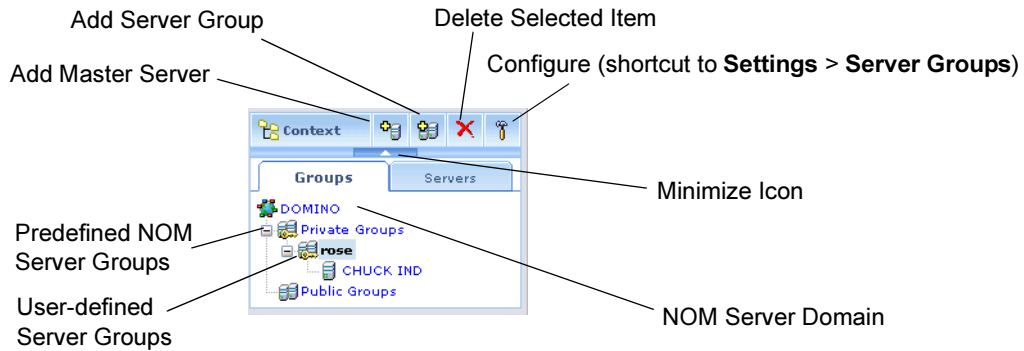 Add Server Group
Delete Selected Item
Add Master Server
Configure (shortcut to Settings > Server Groups)
Context
Groups
Servers
Minimize Icon
DOMINO
Predefined NOM
Server Groups
Private Groups
rose
CHUCK IND
Public Groups
User-defined
Server Groups
NOM Server Domain